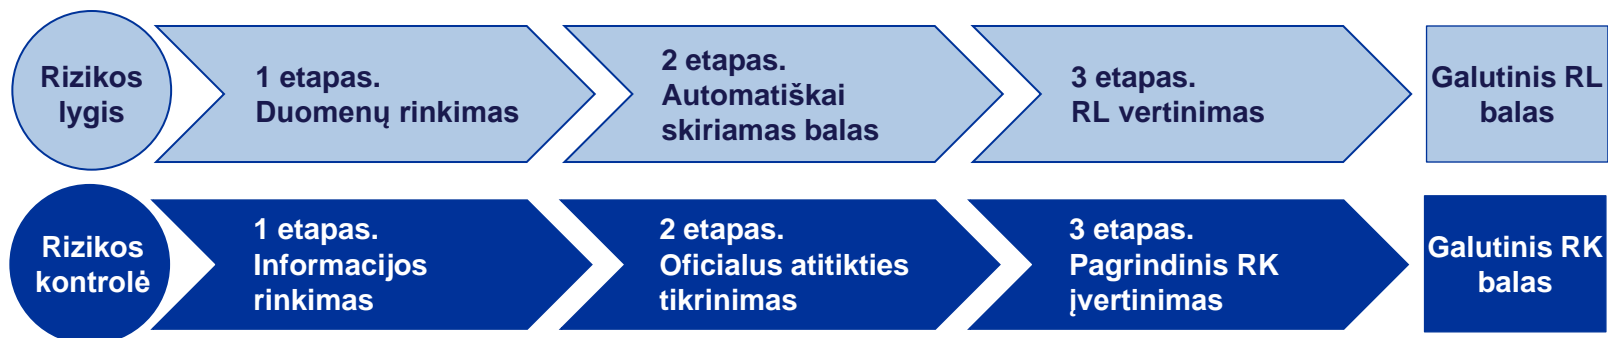 Rizikos
lygis
1 etapas.
Duomenų rinkimas
2 etapas.
Automatiškai
skiriamas balas
3 etapas.
RL vertinimas
Galutinis RL
balas
Rizikos
kontrolė
1 etapas.
Informacijos
rinkimas
2 etapas.
Oficialus atitikties
tikrinimas
3 etapas.
Pagrindinis RK
įvertinimas
Galutinis RK
balas